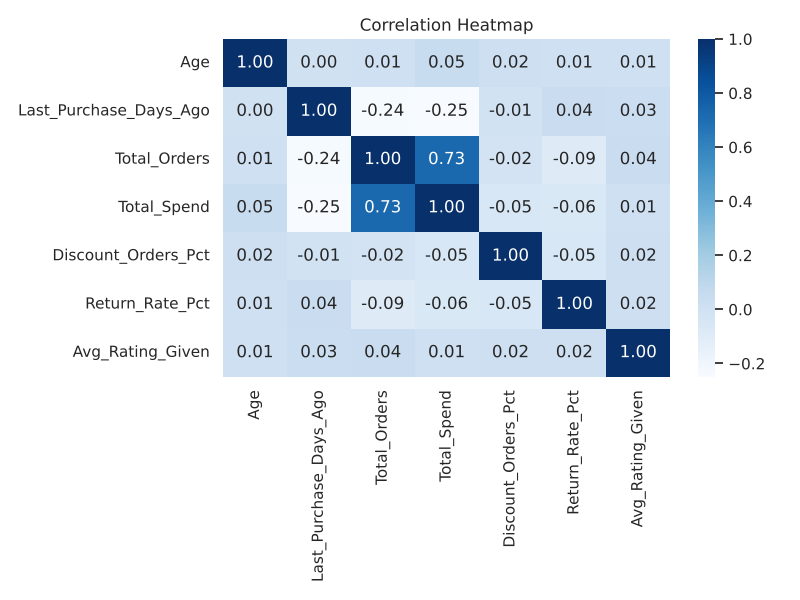 Correlation Heatmap
Age 1.00 0.00 0.01 0.05 0.02 0.01 0.01
Last_Purchase_Days_Ago 0.00 1.00 -0.24 -0.25 -0.01 0.04 0.03
Total_Orders 0.01 -0.24 1.00 0.73 -0.02 -0.09 0.04
Total_Spend 0.05 -0.25 0.73 1.00 -0.05 -0.06 0.01
Discount_Orders_Pct 0.02 -0.01 -0.02 -0.05 1.00 -0.05 0.02
Return_Rate_Pct 0.01 0.04 -0.09 -0.06 -0.05 1.00 0.02
Avg_Rating_Given 0.01 0.03 0.04 0.01 0.02 0.02 1.00
Age
Last_Purchase_Days_Ago
Total_Orders
Total_Spend
Discount_Orders_Pct
Return_Rate_Pct
Avg_Rating_Given
1.0
0.8
0.6
0.4
0.2
0.0
−0.2